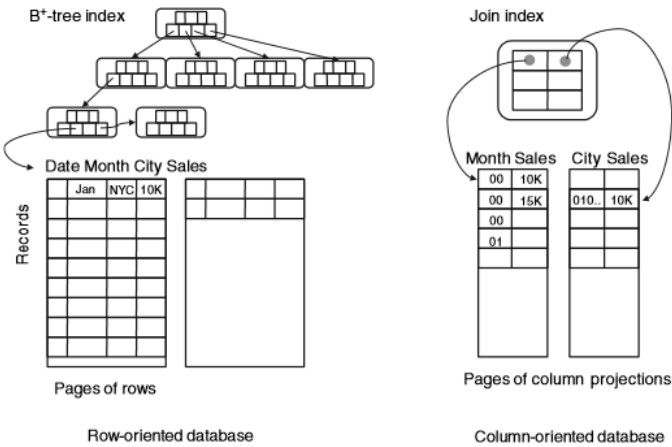 B+-tree index
Join index
Date Month City Sales
Jan NYC 10K
Records
Pages of rows
Row-oriented database
Month Sales City Sales
00 10K
00 15K 010.. 10K
00
01
Pages of column projections
Column-oriented database